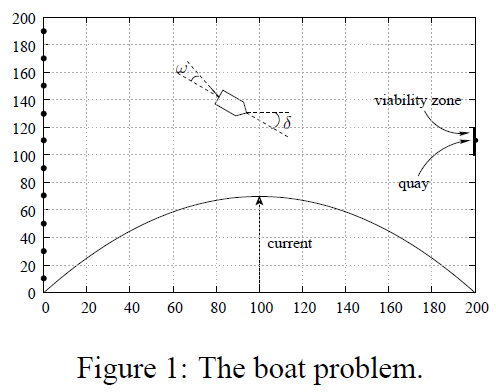 200
180
160
140
120
100
80
60
40
20
0
ω
δ
viability zone
quay
current
0 20 40 60 80 100 120 140 160 180 200
Figure 1: The boat problem.